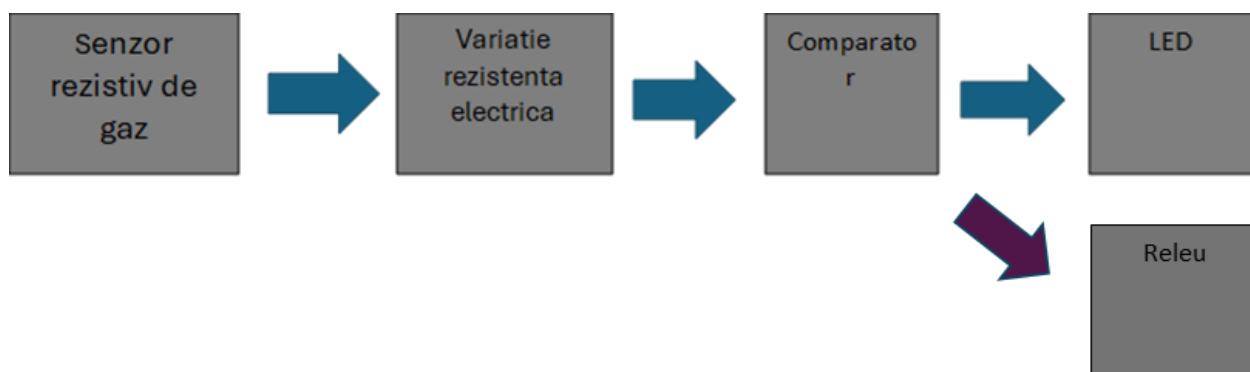 Senzor
rezistiv de
gaz
Variatie
rezistenta
electrica
Comparato
r
LED
Releu